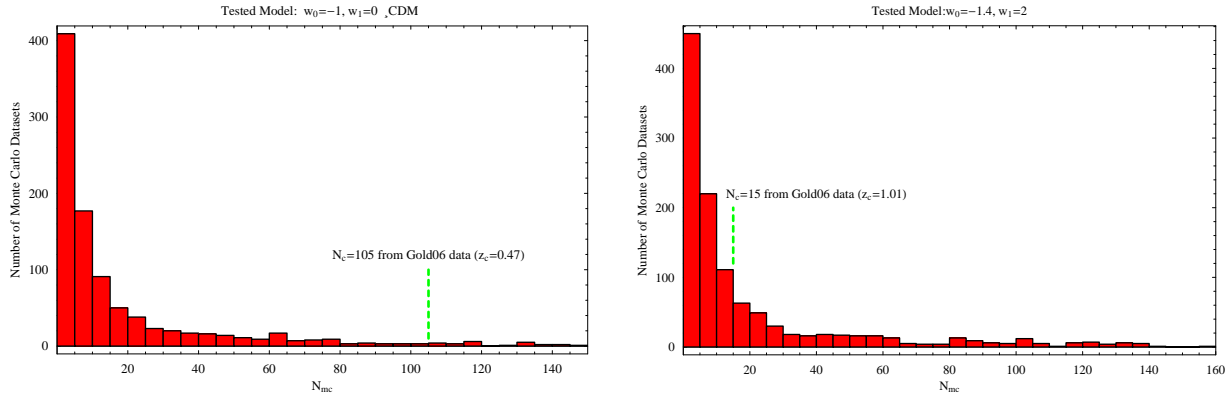 Tested Model: w0=−1, w1=0 ¸CDM
Number of Monte Carlo Datasets
400
300
200
100
0
Nc=105 from Gold06 data (zc=0.47)
20 40 60 80 100 120 140
Nmc
Tested Model:w0=−1.4, w1=2
Number of Monte Carlo Datasets
400
300
200
100
0
Nc=15 from Gold06 data (zc=1.01)
20 40 60 80 100 120 140 160
Nmc